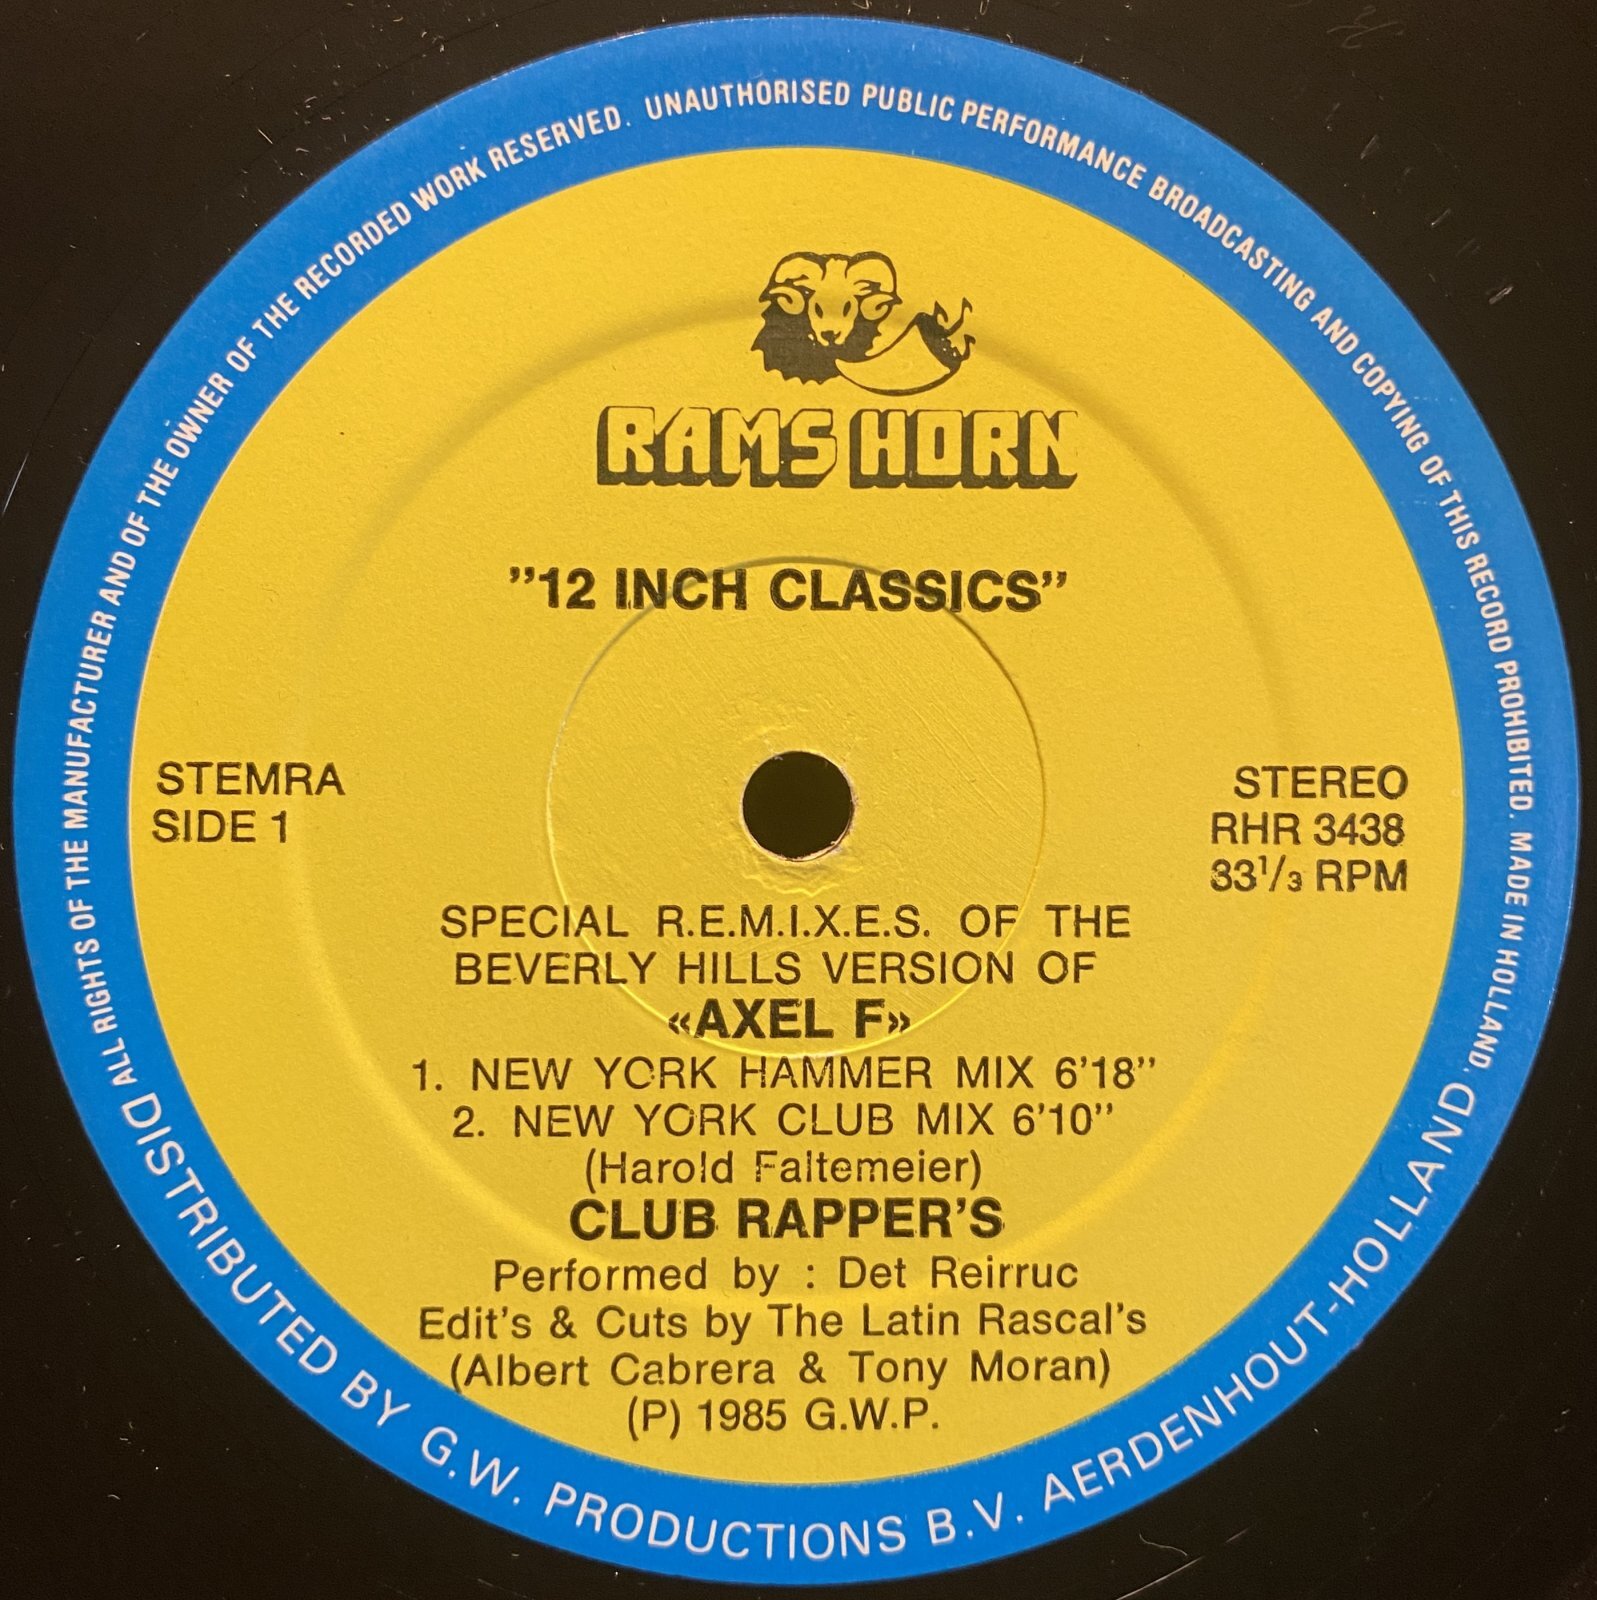 ALL RIGHTS OF THE MANUFACTURER AND OF THE OWNER OF THE RECORDED WORK RESERVED. UNAUTHORISED PUBLIC PERFORMANCE BROADCASTING AND COPYING OF THIS RECORD PROHIBITED. MADE IN HOLLAND.
RAMS HORN
"12 INCH CLASSICS"
STEMRA
SIDE 1
STEREO
RHR 3438
33 1/3 RPM
SPECIAL R.E.M.I.X.E.S. OF THE
BEVERLY HILLS VERSION OF
«AXEL F»
1. NEW YORK HAMMER MIX 6'18"
2. NEW YORK CLUB MIX 6'10"
(Harold Faltemeier)
CLUB RAPPER'S
Performed by : Det Reirruc
Edit's & Cuts by The Latin Rascal's
(Albert Cabrera & Tony Moran)
(P) 1985 G.W.P.
DISTRIBUTED BY G.W. PRODUCTIONS B.V. AERDENHOUT-HOLLAND